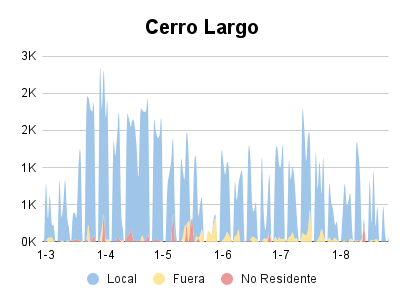 Cerro Largo
3K
2K
2K
1K
1K
0K
1-3 1-4 1-5 1-6 1-7 1-8
Local Fuera No Residente